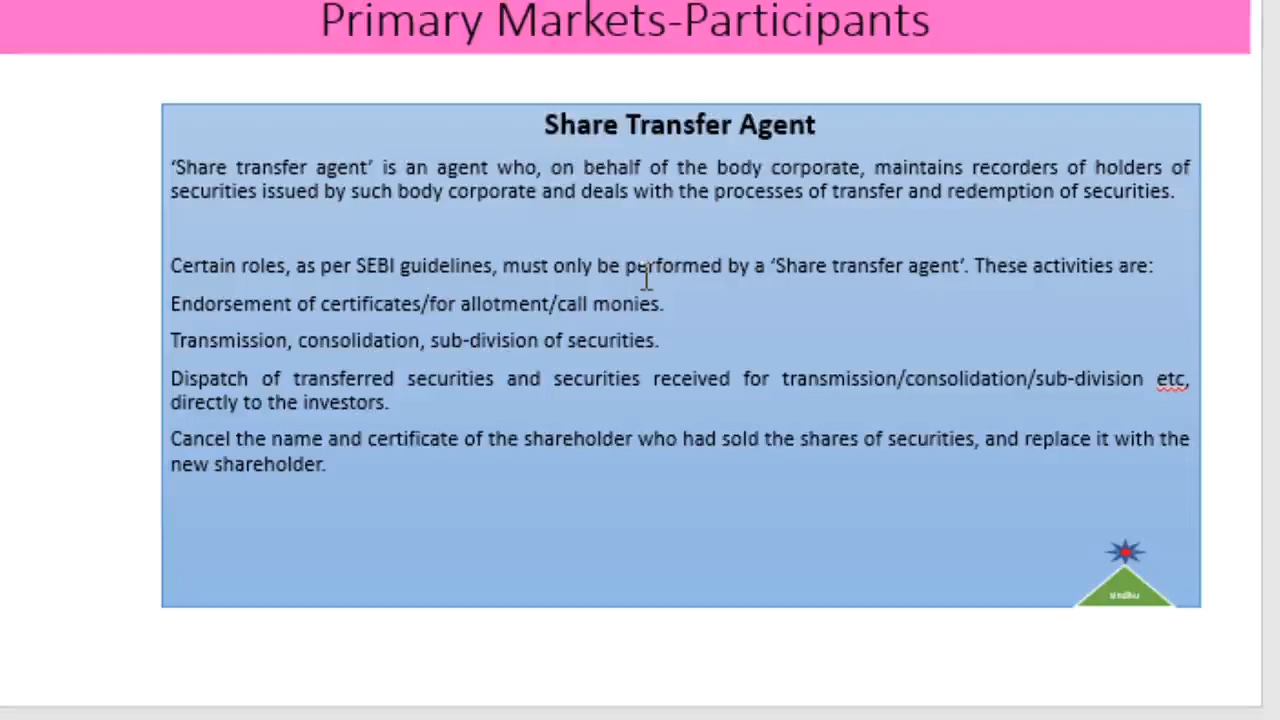 Primary Markets-Participants
Share Transfer Agent
‘Share transfer agent’ is an agent who, on behalf of the body corporate, maintains recorders of holders of
securities issued by such body corporate and deals with the processes of transfer and redemption of securities.
Certain roles, as per SEBI guidelines, must only be performed by a ‘Share transfer agent’. These activities are:
Endorsement of certificates/for allotment/call monies.
Transmission, consolidation, sub-division of securities.
Dispatch of transferred securities and securities received for transmission/consolidation/sub-division etc,
directly to the investors.
Cancel the name and certificate of the shareholder who had sold the shares of securities, and replace it with the
new shareholder.